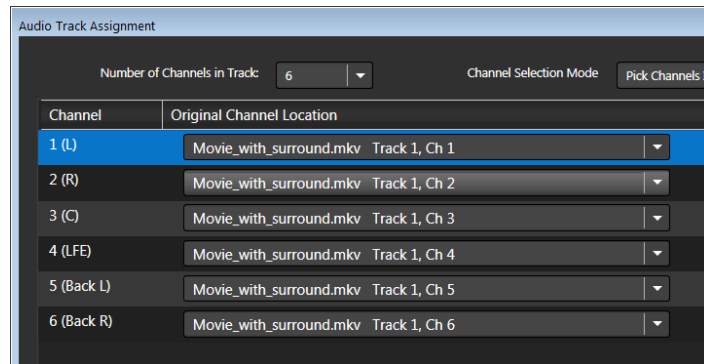 Audio Track Assignment
Number of Channels in Track: 6 Channel Selection Mode Pick Channels
Channel Original Channel Location
1 (L) Movie_with_surround.mkv Track 1, Ch 1
2 (R) Movie_with_surround.mkv Track 1, Ch 2
3 (C) Movie_with_surround.mkv Track 1, Ch 3
4 (LFE) Movie_with_surround.mkv Track 1, Ch 4
5 (Back L) Movie_with_surround.mkv Track 1, Ch 5
6 (Back R) Movie_with_surround.mkv Track 1, Ch 6